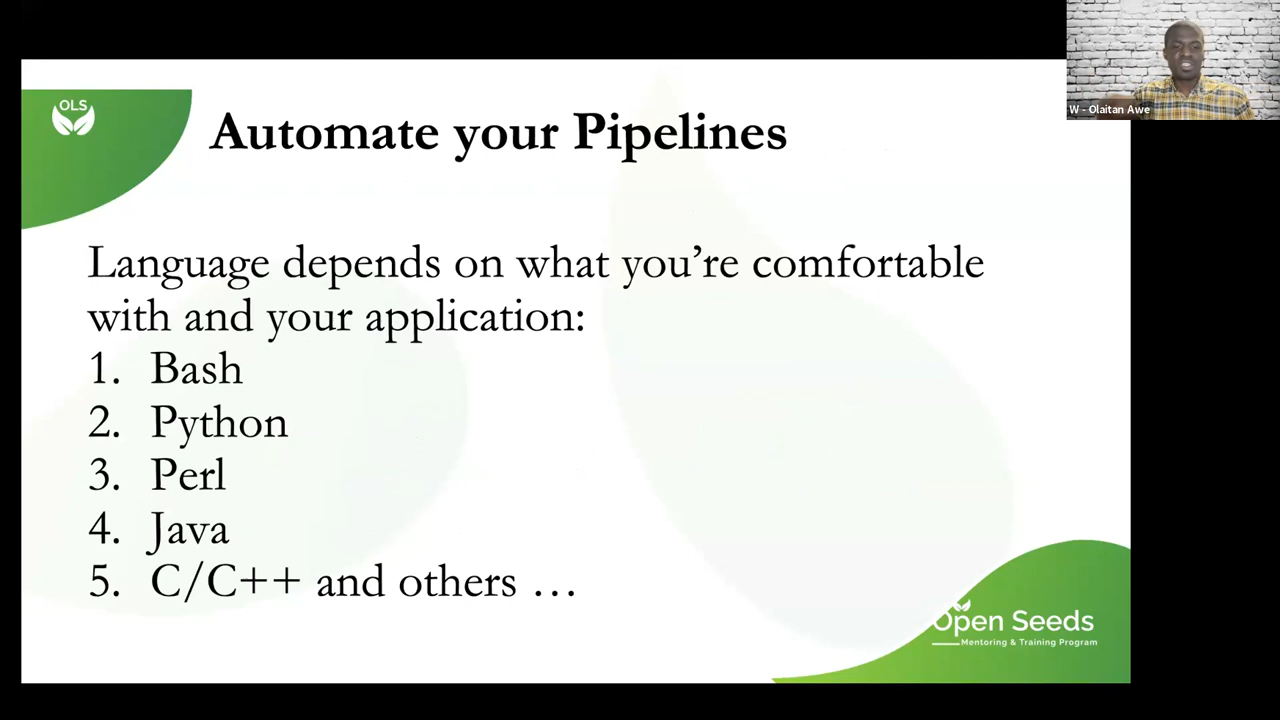 OLS
Automate your Pipelines
W - Olaitan Awe
Language depends on what you're comfortable
with and your application:
1. Bash
2. Python
3. Perl
4. Java
5. C/C++ and others …
Open Seeds
Mentoring & Training Program